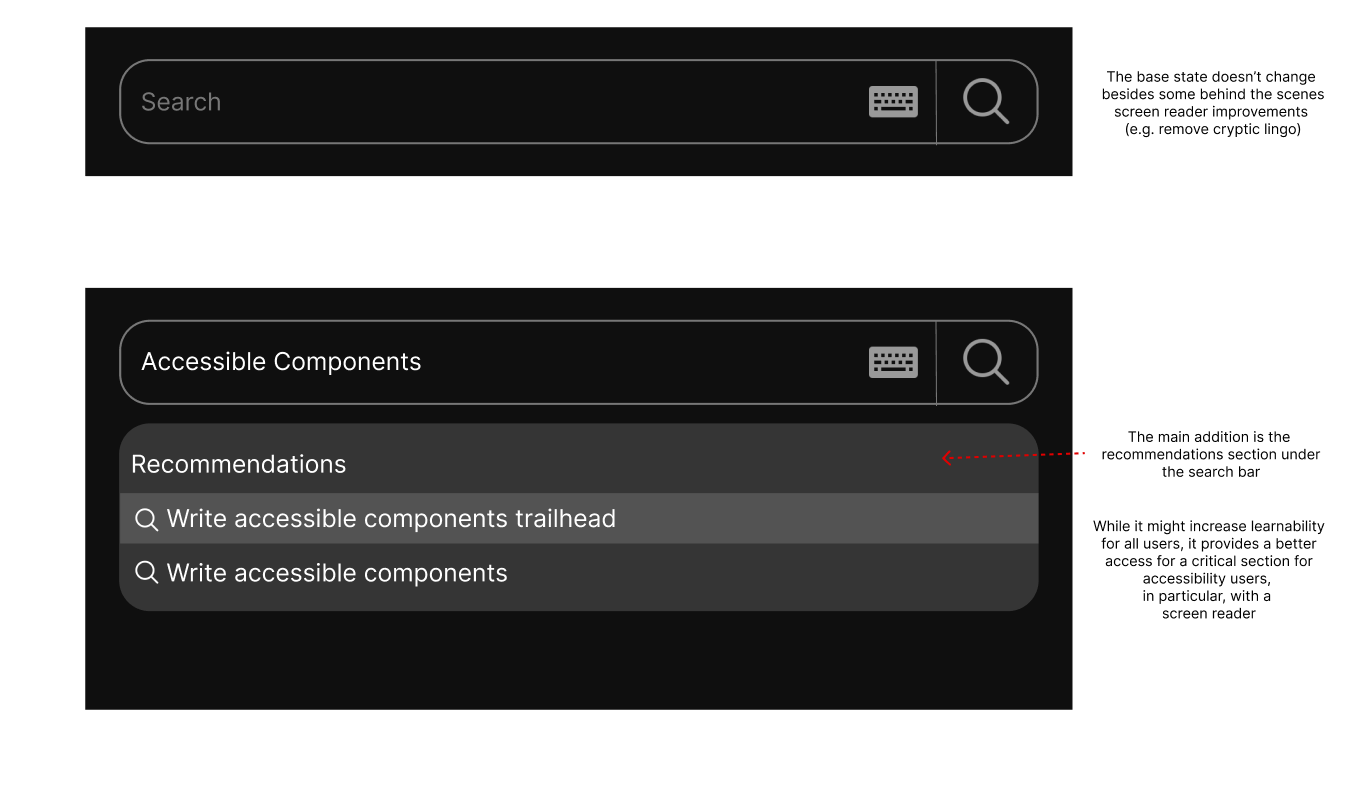 Search
The base state doesn’t change
besides some behind the scenes
screen reader improvements
(e.g. remove cryptic lingo)
Accessible Components
Recommendations
Write accessible components trailhead
Write accessible components
The main addition is the
recommendations section under
the search bar
While it might increase learnability
for all users, it provides a better
access for a critical section for
accessibility users,
in particular, with a
screen reader